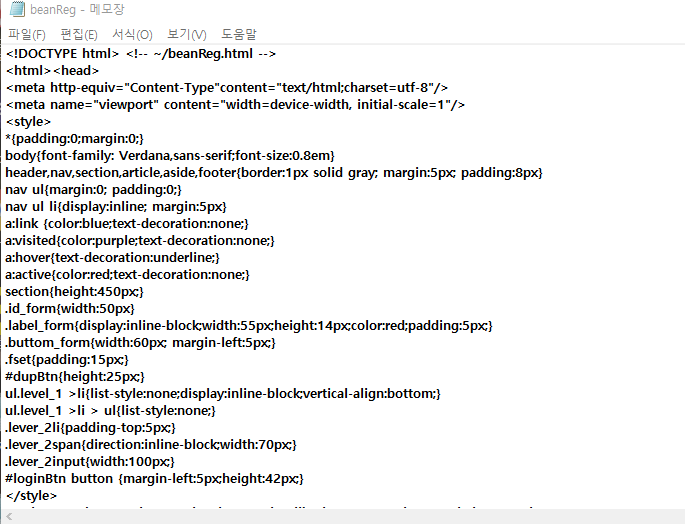 beanReg - 메모장
파일(F) 편집(E) 서식(O) 보기(V) 도움말
<!DOCTYPE html> <!-- ~/beanReg.html -->
<html><head>
<meta http-equiv="Content-Type"content="text/html;charset=utf-8"/>
<meta name="viewport" content="width=device-width, initial-scale=1"/>
<style>
*{padding:0;margin:0;}
body{font-family: Verdana,sans-serif;font-size:0.8em}
header,nav,section,article,aside,footer{border:1px solid gray; margin:5px; padding:8px}
nav ul{margin:0; padding:0;}
nav ul li{display:inline; margin:5px}
a:link {color:blue;text-decoration:none;}
a:visited{color:purple;text-decoration:none;}
a:hover{text-decoration:underline;}
a:active{color:red;text-decoration:none;}
section{height:450px;}
.id_form{width:50px}
.label_form{display:inline-block;width:55px;height:14px;color:red;padding:5px;}
.buttom_form{width:60px; margin-left:5px;}
.fset{padding:15px;}
#dupBtn{height:25px;}
ul.level_1 >li{list-style:none;display:inline-block;vertical-align:bottom;}
ul.level_1 >li > ul{list-style:none;}
.lever_2li{padding-top:5px;}
.lever_2span{direction:inline-block;width:70px;}
.lever_2input{width:100px;}
#loginBtn button {margin-left:5px;height:42px;}
</style>